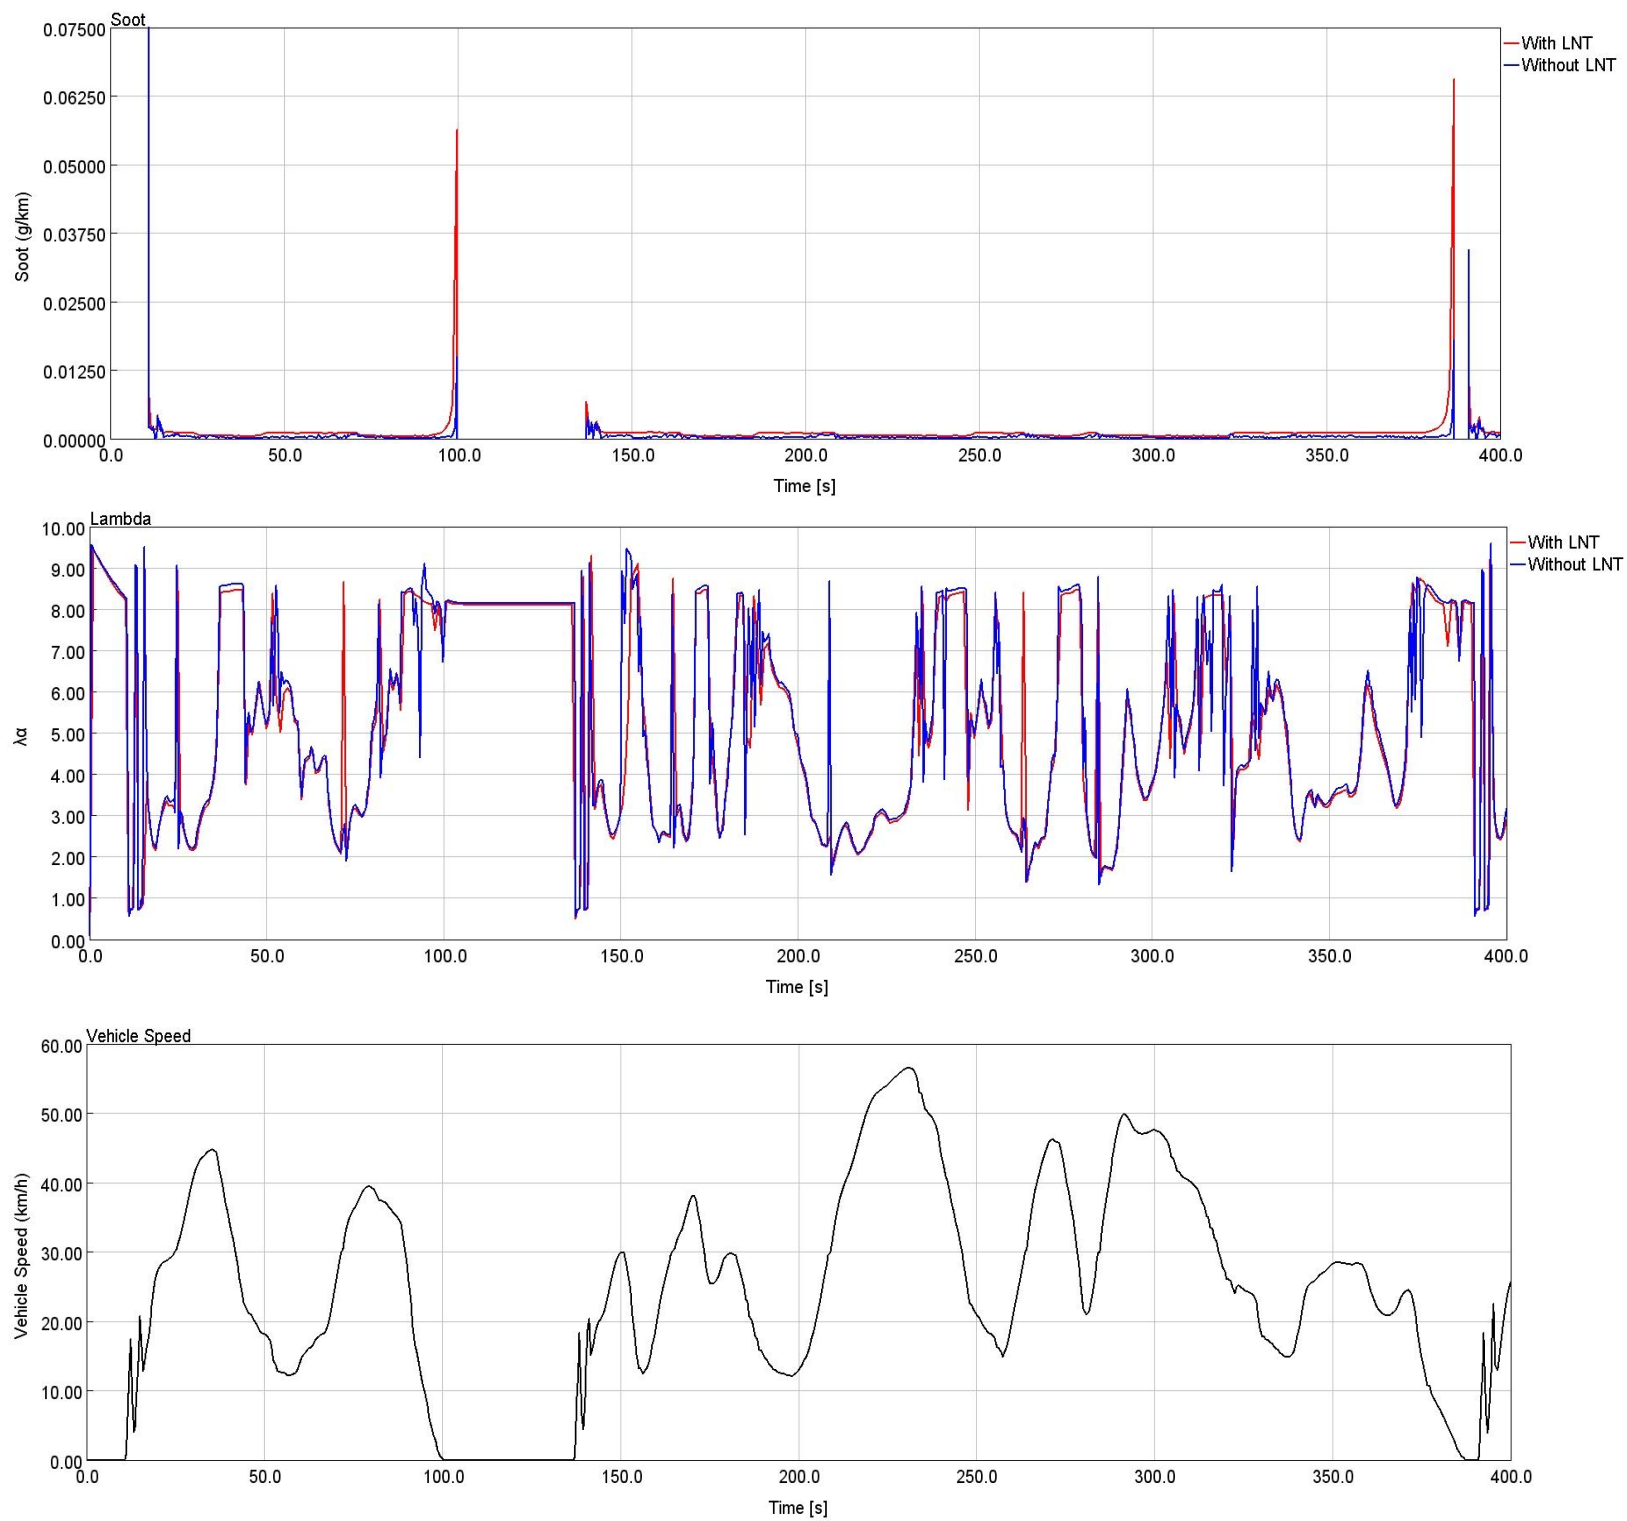 Soot
0.07500
0.06250
0.05000
0.03750
0.02500
0.01250
0.00000
Soot (g/km)
0.0 50.0 100.0 150.0 200.0 250.0 300.0 350.0 400.0
Time [s]
With LNT
Without LNT
Lambda
10.00
9.00
8.00
7.00
6.00
5.00
4.00
3.00
2.00
1.00
0.00
λα
0.0 50.0 100.0 150.0 200.0 250.0 300.0 350.0 400.0
Time [s]
With LNT
Without LNT
Vehicle Speed
60.00
50.00
40.00
30.00
20.00
10.00
0.00
Vehicle Speed (km/h)
0.0 50.0 100.0 150.0 200.0 250.0 300.0 350.0 400.0
Time [s]